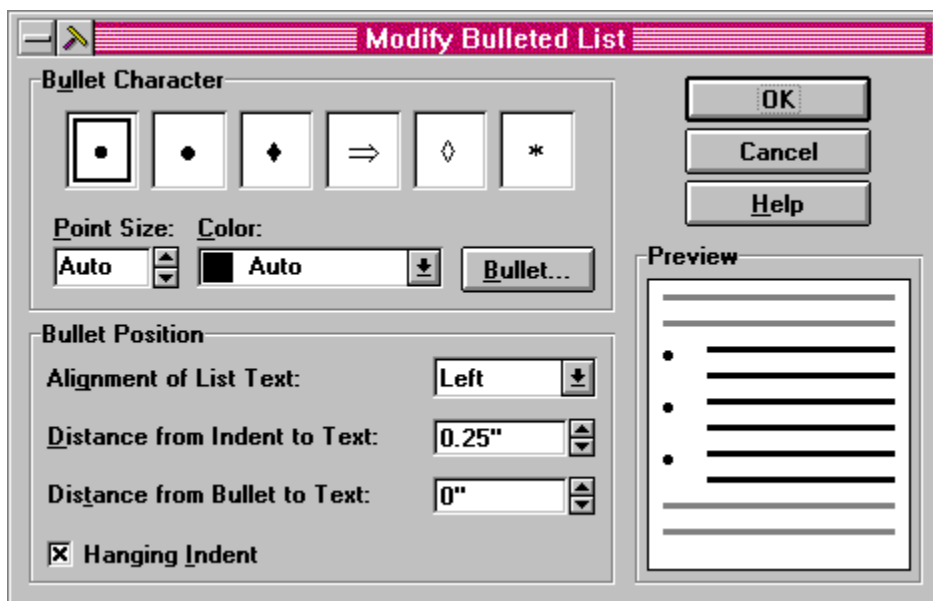 Modify Bulleted List
Bullet Character
Point Size: Color:
Auto Auto Bullet...
OK
Cancel
Help
Preview
Bullet Position
Alignment of List Text: Left
Distance from Indent to Text: 0.25"
Distance from Bullet to Text: 0"
Hanging Indent